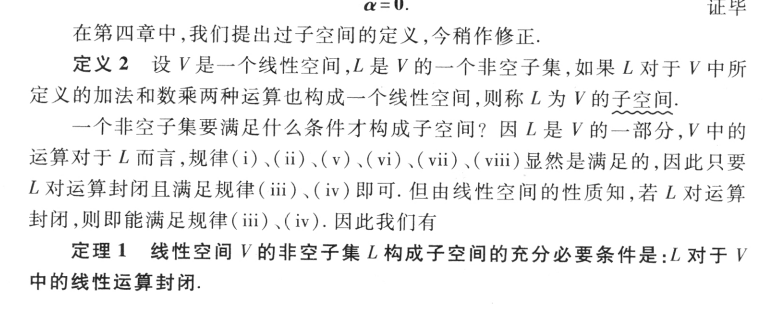 α=0.
证毕
在第四章中,我们提出过子空间的定义,今稍作修正.
定义 2 设 V 是一个线性空间,L 是 V 的一个非空子集,如果 L 对于 V 中所
定义的加法和数乘两种运算也构成一个线性空间,则称 L 为 V 的子空间.
一个非空子集要满足什么条件才构成子空间? 因 L 是 V 的一部分,V 中的
运算对于 L 而言,规律(i)、(ii)、(v)、(vi)、(vii)、(viii)显然是满足的,因此只要
L 对运算封闭且满足规律(iii)、(iv)即可. 但由线性空间的性质知,若 L 对运算
封闭,则即能满足规律(iii)、(iv). 因此我们有
定理 1 线性空间 V 的非空子集 L 构成子空间的充分必要条件是:L 对于 V
中的线性运算封闭.